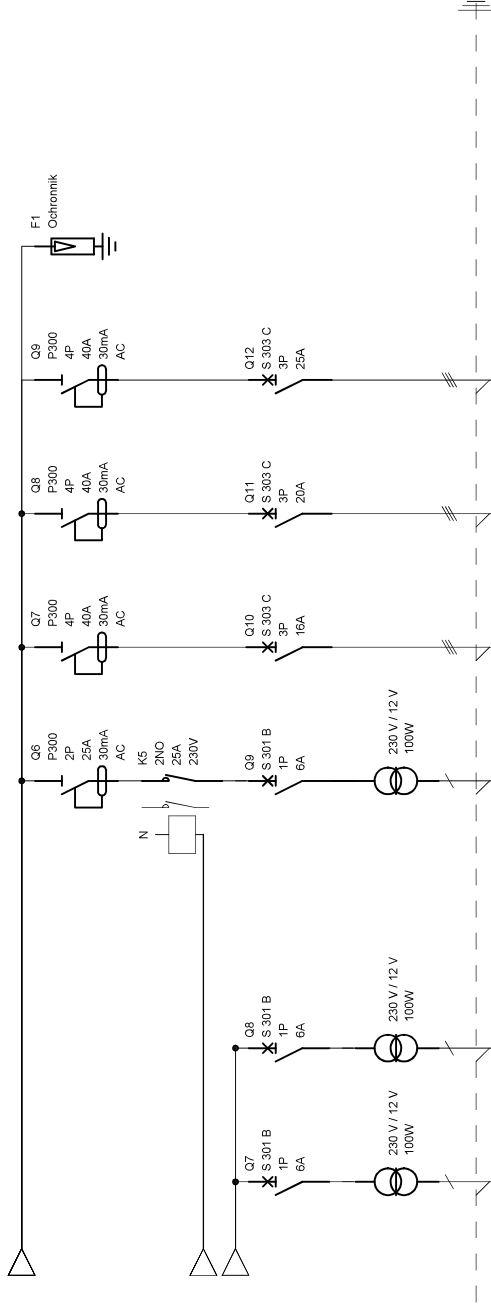 F1
Ochronnik
Q9
P300
4P
40A
30mA
AC
Q12
S 303 C
3P
25A
Q8
P300
4P
40A
30mA
AC
Q11
S 303 C
3P
20A
Q7
P300
4P
40A
30mA
AC
Q10
S 303 C
3P
16A
Q6
P300
2P
25A
30mA
AC
K5
2NO
25A
230V
N
Q9
S 301 B
1P
6A
230 V / 12 V
100W
Q8
S 301 B
1P
6A
230 V / 12 V
100W
Q7
S 301 B
1P
6A
230 V / 12 V
100W